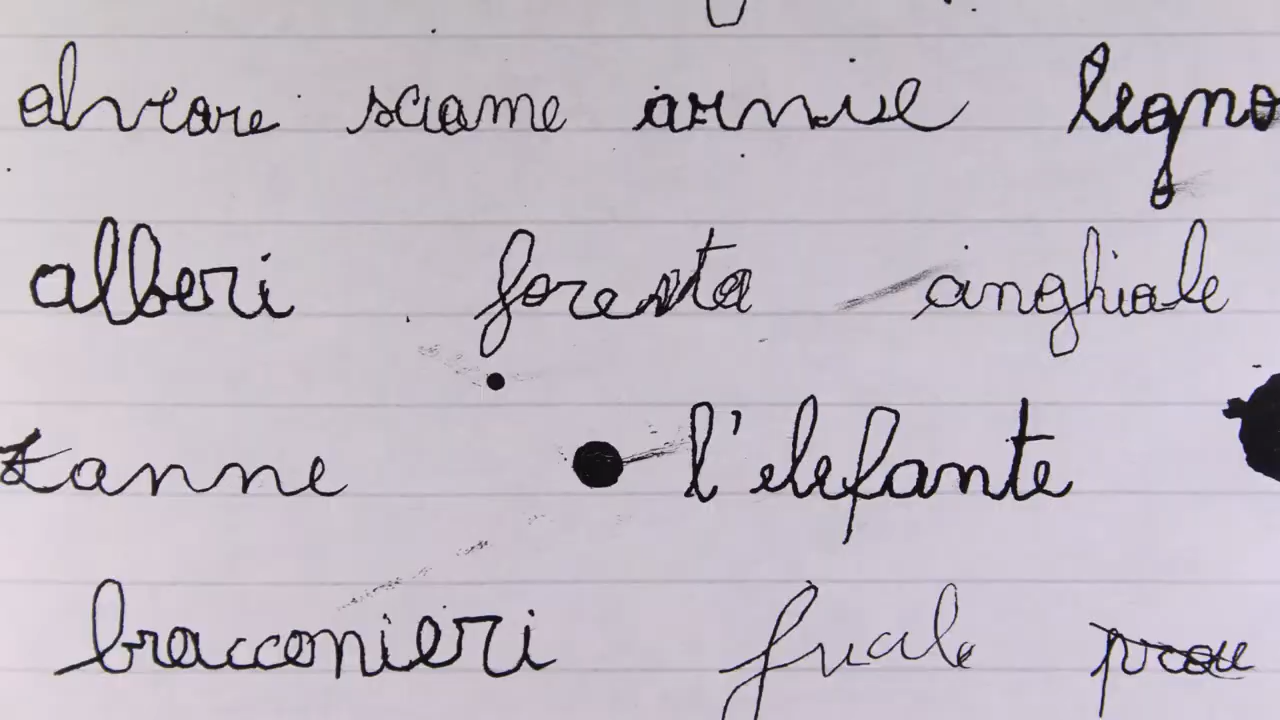 alveare sciame arnie legno
alberi foresta cinghiale
zanne l'elefante
bracconieri fucile